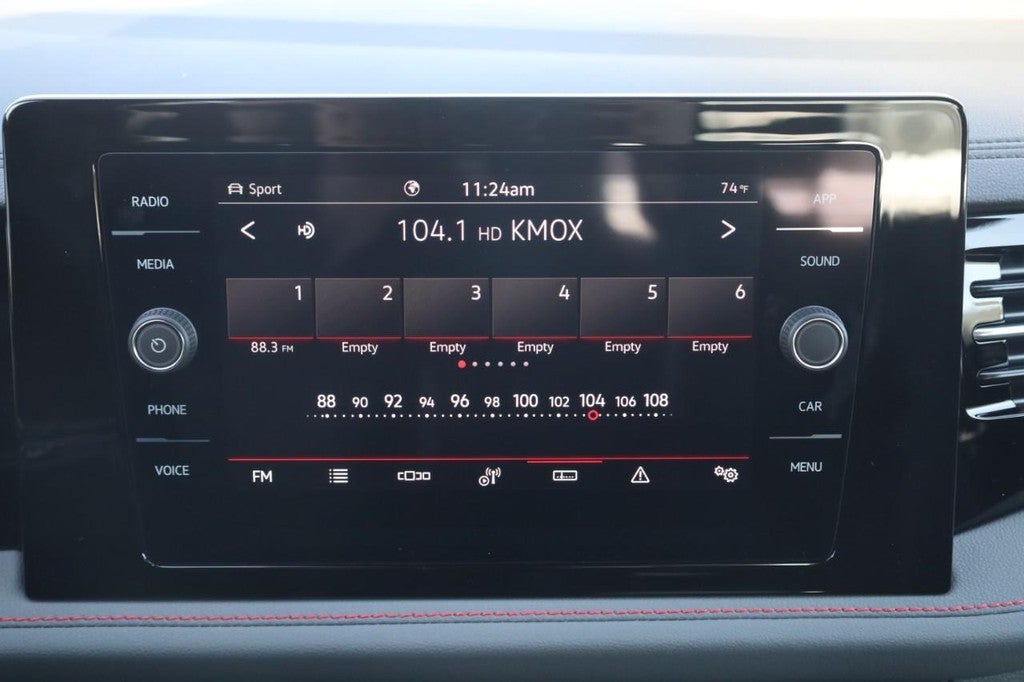 RADIO
MEDIA
PHONE
VOICE
Sport 11:24am 74°F
< HD 104.1 HD KMOX >
1 2 3 4 5 6
88.3 FM Empty Empty Empty Empty Empty
88 90 92 94 96 98 100 102 104 106 108
FM
APP
SOUND
CAR
MENU